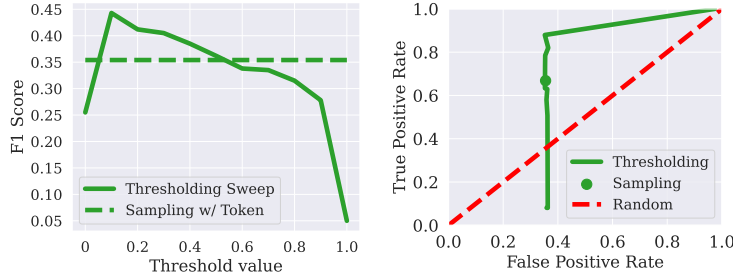 F1 Score
0.45
0.40
0.35
0.30
0.25
0.20
0.15
0.10
0.05
Thresholding Sweep
Sampling w/ Token
0 0.2 0.4 0.6 0.8 1.0
Threshold value
True Positive Rate
1.0
0.8
0.6
0.4
0.2
0.0
Thresholding
Sampling
Random
0.0 0.2 0.4 0.6 0.8 1.0
False Positive Rate